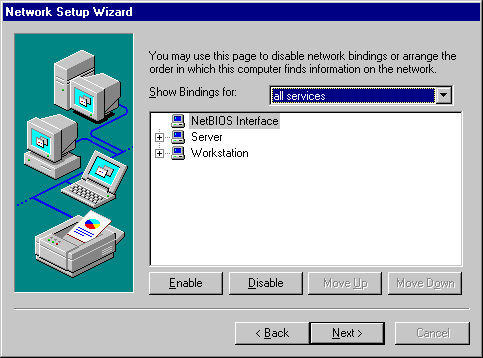 Network Setup Wizard
You may use this page to disable network bindings or arrange the
order in which this computer finds information on the network.
Show Bindings for: all services
NetBIOS Interface
Server
Workstation
Enable Disable Move Up Move Down
< Back Next > Cancel